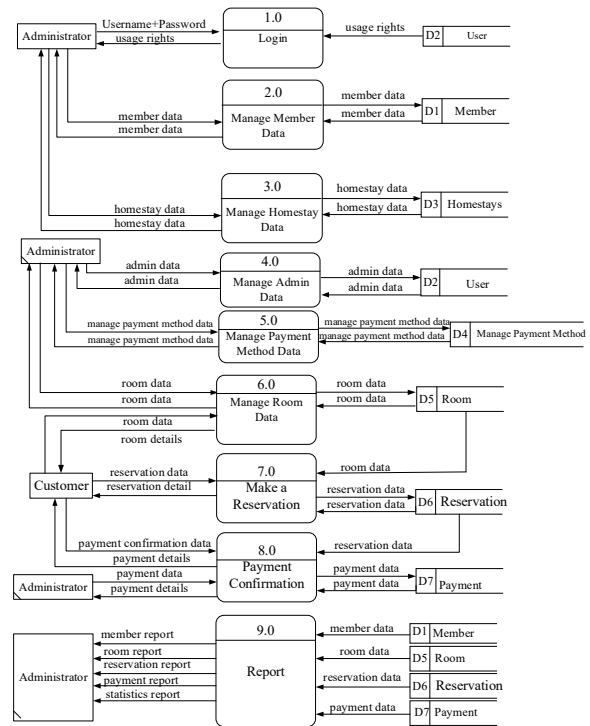 1.0
Username+Password
Administrator
usage rights
Login
usage rights
D2 User
2.0
member data
member data
Manage Member
Data
member data
member data
D1 Member
3.0
homestay data
homestay data
Manage Homestay
Data
homestay data
homestay data
D3 Homestays
Administrator
admin data
admin data
4.0
Manage Admin
Data
admin data
admin data
D2 User
5.0
manage payment method data
manage payment method data
Manage Payment
Method Data
manage payment method data
manage payment method data
D4 Manage Payment Method
6.0
room data
room data
room data
room details
Manage Room
Data
room data
room data
D5 Room
room data
7.0
Customer
reservation data
reservation detail
Make a
Reservation
reservation data
reservation data
D6 Reservation
8.0
payment confirmation data
payment details
Payment
Confirmation
reservation data
Administrator
payment data
payment details
payment data
payment data
D7 Payment
9.0
member report
room report
reservation report
payment report
statistics report
Administrator
Report
member data
D1 Member
room data
D5 Room
reservation data
D6 Reservation
payment data
D7 Payment